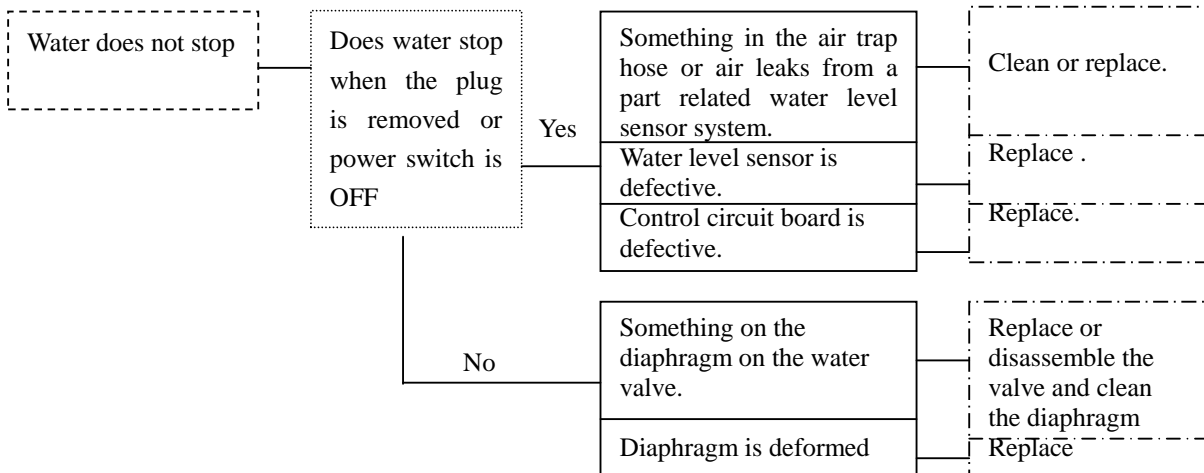 Water does not stop
Does water stop
when the plug
is removed or
power switch is
OFF
Yes
Something in the air trap
hose or air leaks from a
part related water level
sensor system.
Clean or replace.
Water level sensor is
defective.
Replace .
Control circuit board is
defective.
Replace.
No
Something on the
diaphragm on the water
valve.
Replace or
disassemble the
valve and clean
the diaphragm
Diaphragm is deformed
Replace